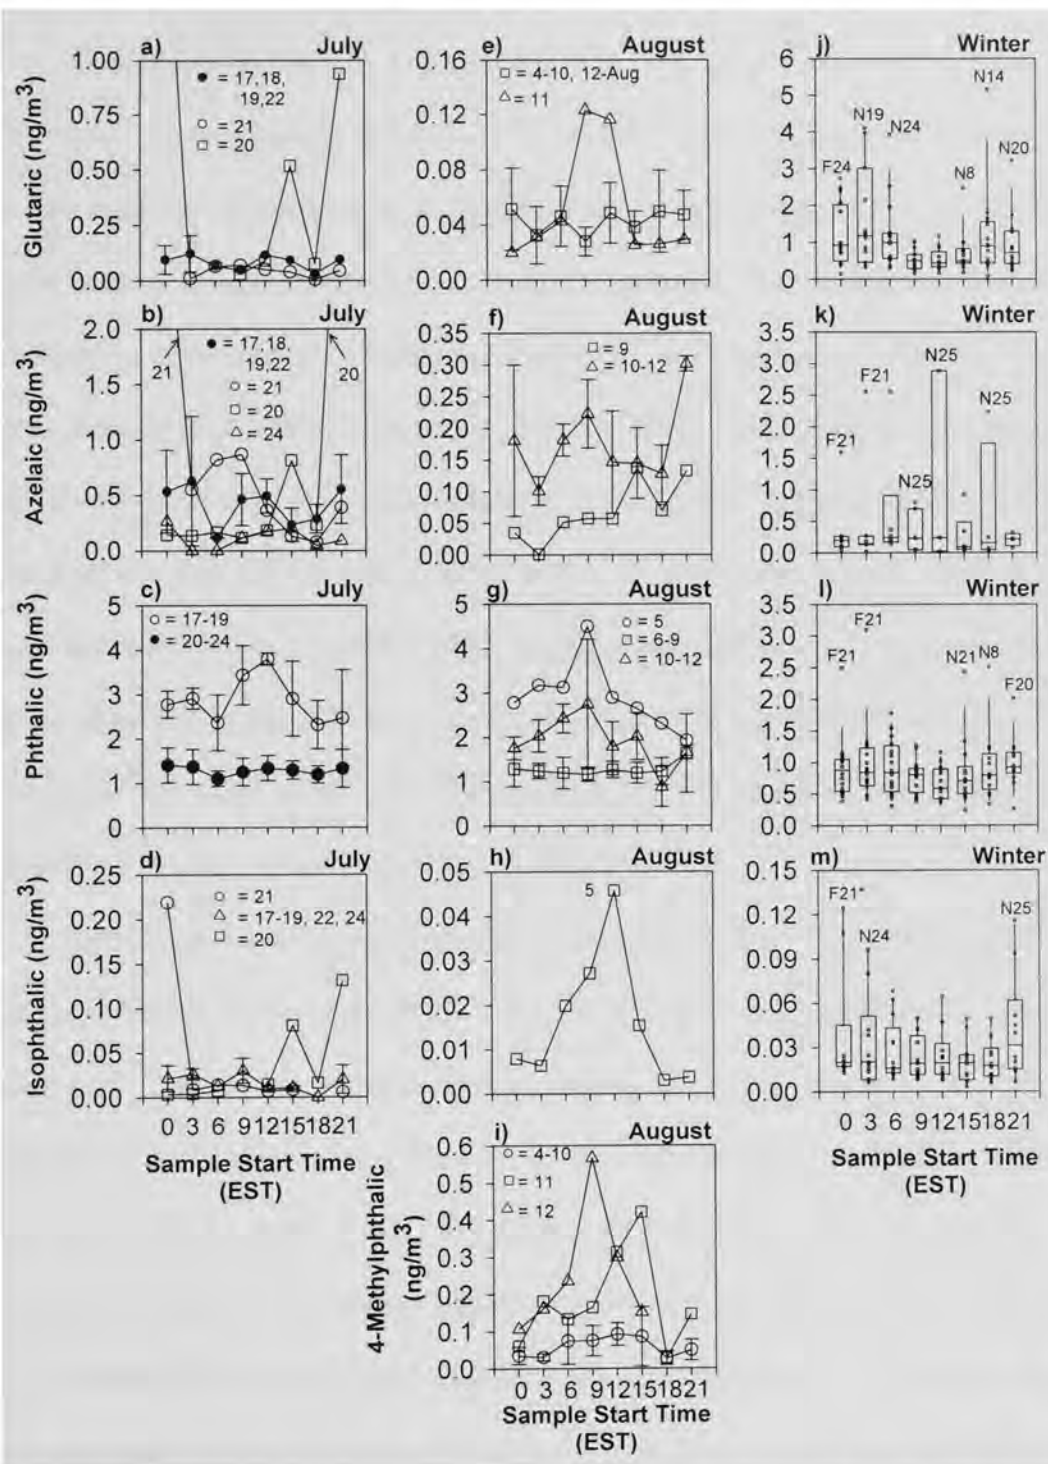 a) July
Glutaric (ng/m³)
1.00
0.75
0.50
0.25
0.00
● = 17,18,
19,22
○ = 21
□ = 20
e) August
0.16
0.12
0.08
0.04
0.00
□ = 4-10, 12-Aug
△ = 11
j) Winter
6
5
4
3
2
1
0
F24
N19
N24
N8
N14
N20
b) July
Azelaic (ng/m³)
2.0
1.5
1.0
0.5
0.0
21
● = 17,18,
19,22
20
○ = 21
□ = 20
△ = 24
f) August
0.35
0.30
0.25
0.20
0.15
0.10
0.05
0.00
□ = 9
△ = 10-12
k) Winter
3.5
3.0
2.5
2.0
1.5
1.0
0.5
0.0
F21
F21
N25
N25
N25
c) July
Phthalic (ng/m³)
5
4
3
2
1
0
○ = 17-19
● = 20-24
g) August
5
4
3
2
1
0
○ = 5
□ = 6-9
△ = 10-12
l) Winter
3.5
3.0
2.5
2.0
1.5
1.0
0.5
0.0
F21
F21
N21
N8
F20
d) July
Isophthalic (ng/m³)
0.25
0.20
0.15
0.10
0.05
0.00
○ = 21
△ = 17-19, 22, 24
□ = 20
0 3 6 9 12 15 18 21
Sample Start Time
(EST)
h) August
0.05
0.04
0.03
0.02
0.01
0.00
5
m) Winter
0.15
0.12
0.09
0.06
0.03
0.00
F21*
N24
N25
0 3 6 9 12 15 18 21
Sample Start Time
(EST)
i) August
4-Methylphthalic
(ng/m³)
0.6
0.5
0.4
0.3
0.2
0.1
0.0
○ = 4-10
□ = 11
△ = 12
0 3 6 9 12 15 18 21
Sample Start Time
(EST)